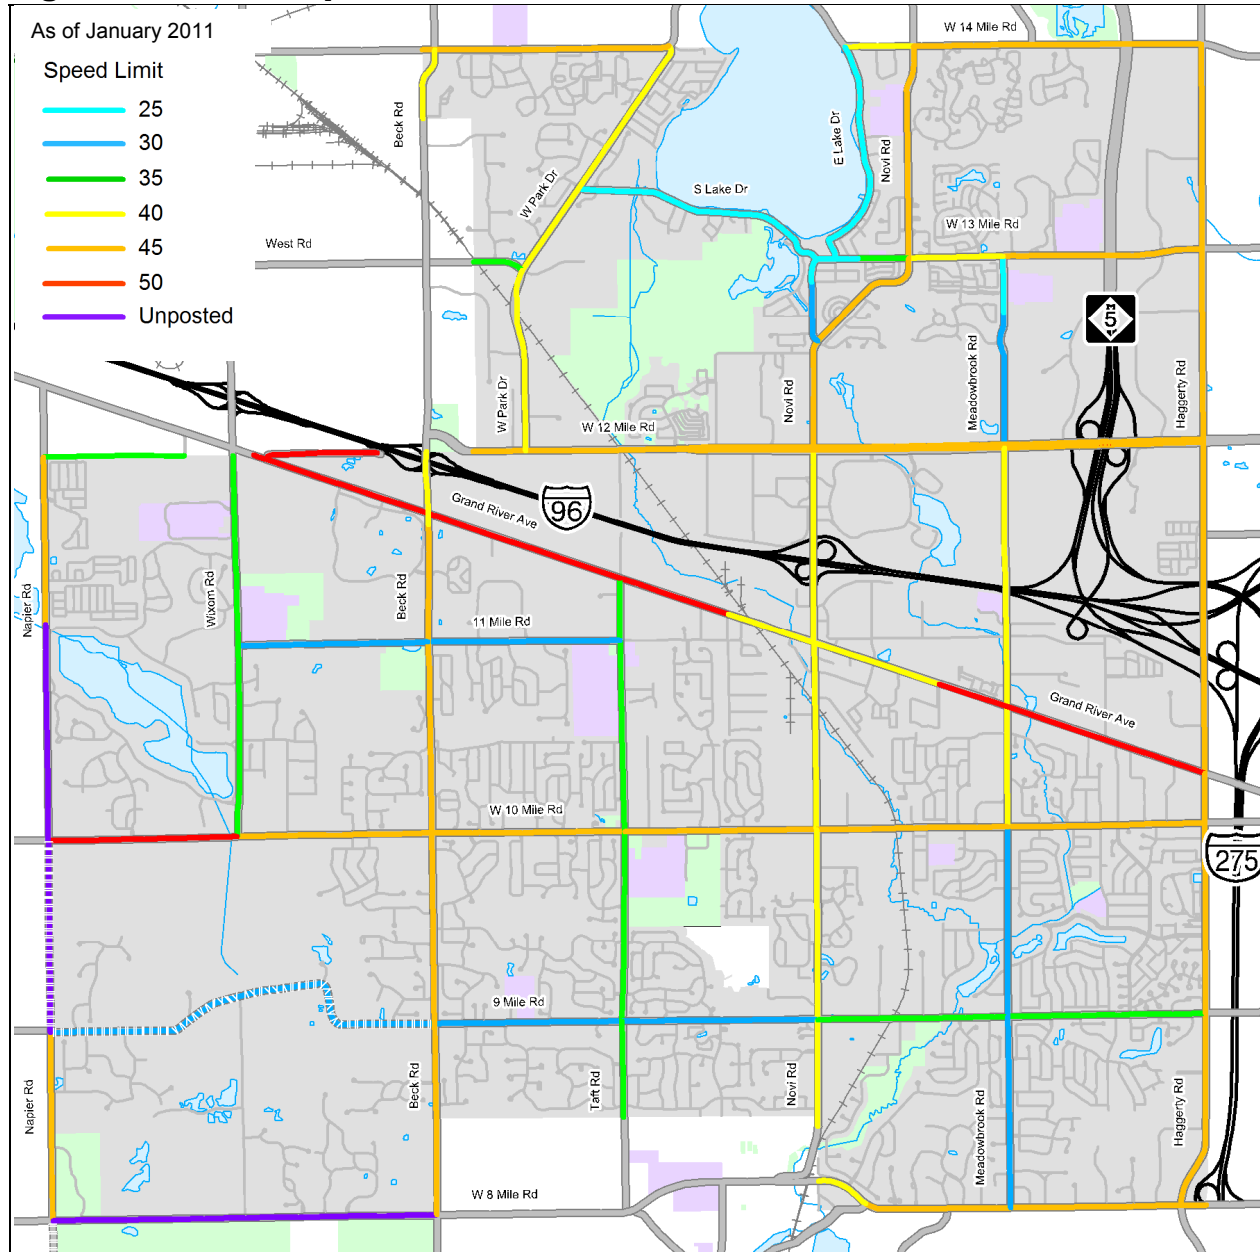 As of January 2011
Speed Limit
25
30
35
40
45
50
Unposted
W 14 Mile Rd
Beck Rd
E Lake Dr
Novi Rd
W Park Dr
S Lake Dr
W 13 Mile Rd
West Rd
5
Meadowbrook Rd
Haggerty Rd
W Park Dr
Novi Rd
W 12 Mile Rd
Grand River Ave
96
Napier Rd
Wixom Rd
Beck Rd
11 Mile Rd
Grand River Ave
W 10 Mile Rd
275
9 Mile Rd
Napier Rd
Beck Rd
Taft Rd
Novi Rd
Meadowbrook Rd
Haggerty Rd
W 8 Mile Rd